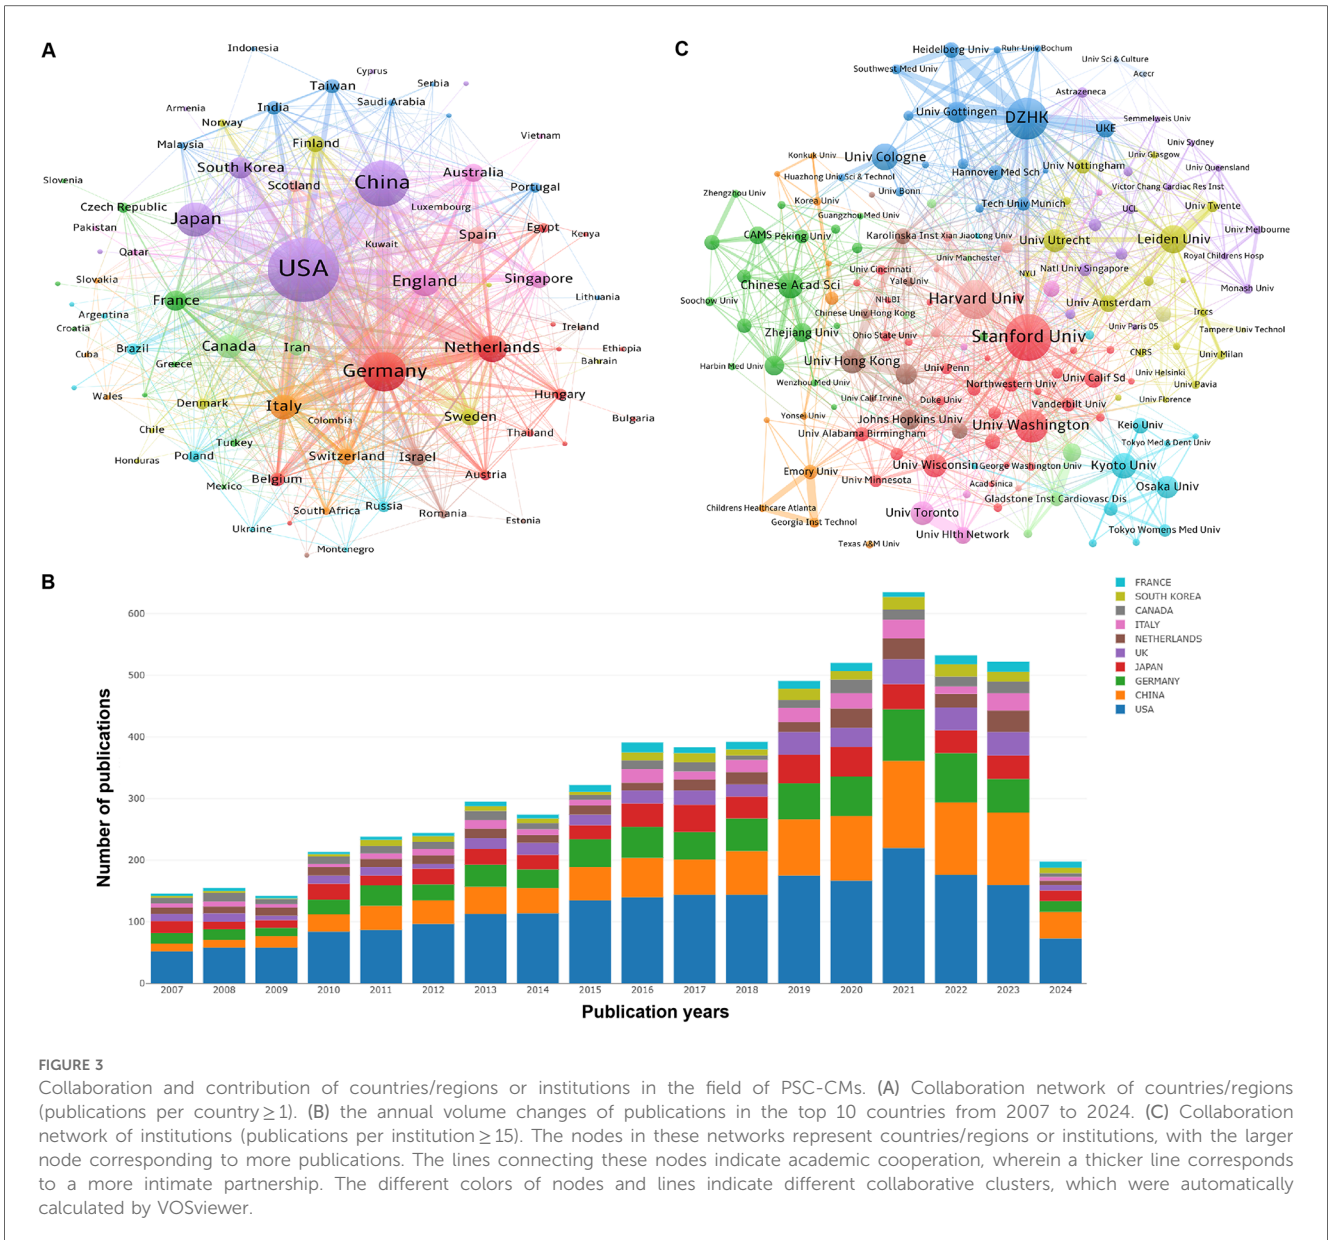 A
Indonesia
Cyprus
Taiwan
Serbia
Saudi Arabia
India
Armenia
Norway
Vietnam
Malaysia
Finland
South Korea
Australia
China
Slovenia
Scotland
Portugal
Czech Republic
Luxembourg
Japan
Pakistan
Egypt
Spain
Kenya
Kuwait
Qatar
USA
Slovakia
England
Singapore
France
Lithuania
Argentina
Croatia
Ireland
Canada
Iran
Netherlands
Brazil
Ethiopia
Cuba
Greece
Bahrain
Germany
Wales
Denmark
Italy
Hungary
Colombia
Sweden
Bulgaria
Chile
Thailand
Turkey
Honduras
Poland
Switzerland
Israel
Mexico
Belgium
Austria
South Africa
Russia
Romania
Ukraine
Estonia
Montenegro
C
Heidelberg Univ
Ruhr Univ Bochum
Univ Sci & Culture
Southwest Med Univ
Acecr
Astrazeneca
Univ Gottingen
DZHK
Semmelweis Univ
UKE
Univ Sydney
Konkuk Univ
Univ Cologne
Univ Glasgow
Univ Nottingham
Univ Queensland
Huazhong Univ Sci & Technol
Hannover Med Sch
Victor Chang Cardiac Res Inst
Zhengzhou Univ
Univ Bonn
Korea Univ
Tech Univ Munich
UCL
Univ Twente
Guangzhou Med Univ
Univ Melbourne
CAMS
Peking Univ
Karolinska Inst
Xian Jiaotong Univ
Univ Utrecht
Leiden Univ
Royal Childrens Hosp
Univ Manchester
Univ Cincinnati
NYU
Natl Univ Singapore
Yale Univ
Chinese Acad Sci
Monash Univ
Soochow Univ
NHLBI
Harvard Univ
Univ Amsterdam
Chinese Univ Hong Kong
Irccs
Zhejiang Univ
Ohio State Univ
Stanford Univ
Univ Paris 05
Tampere Univ Technol
CNRS
Univ Milan
Univ Hong Kong
Harbin Med Univ
Univ Penn
Univ Helsinki
Wenzhou Med Univ
Northwestern Univ
Univ Calif Sd
Univ Pavia
Univ Calif Irvine
Duke Univ
Vanderbilt Univ
Univ Florence
Yonsei Univ
Johns Hopkins Univ
Univ Washington
Keio Univ
Univ Alabama Birmingham
Tokyo Med & Dent Univ
Univ Wisconsin
George Washington Univ
Kyoto Univ
Emory Univ
Univ Minnesota
Acad Sinica
Osaka Univ
Gladstone Inst Cardiovasc Dis
Childrens Healthcare Atlanta
Univ Toronto
Georgia Inst Technol
Univ Hlth Network
Tokyo Womens Med Univ
Texas A&M Univ
B
Number of publications
600
500
400
300
200
100
0
2007 2008 2009 2010 2011 2012 2013 2014 2015 2016 2017 2018 2019 2020 2021 2022 2023 2024
Publication years
FRANCE
SOUTH KOREA
CANADA
ITALY
NETHERLANDS
UK
JAPAN
GERMANY
CHINA
USA
FIGURE 3
Collaboration and contribution of countries/regions or institutions in the field of PSC-CMs. (A) Collaboration network of countries/regions
(publications per country ≥ 1). (B) the annual volume changes of publications in the top 10 countries from 2007 to 2024. (C) Collaboration
network of institutions (publications per institution ≥ 15). The nodes in these networks represent countries/regions or institutions, with the larger
node corresponding to more publications. The lines connecting these nodes indicate academic cooperation, wherein a thicker line corresponds
to a more intimate partnership. The different colors of nodes and lines indicate different collaborative clusters, which were automatically
calculated by VOSviewer.